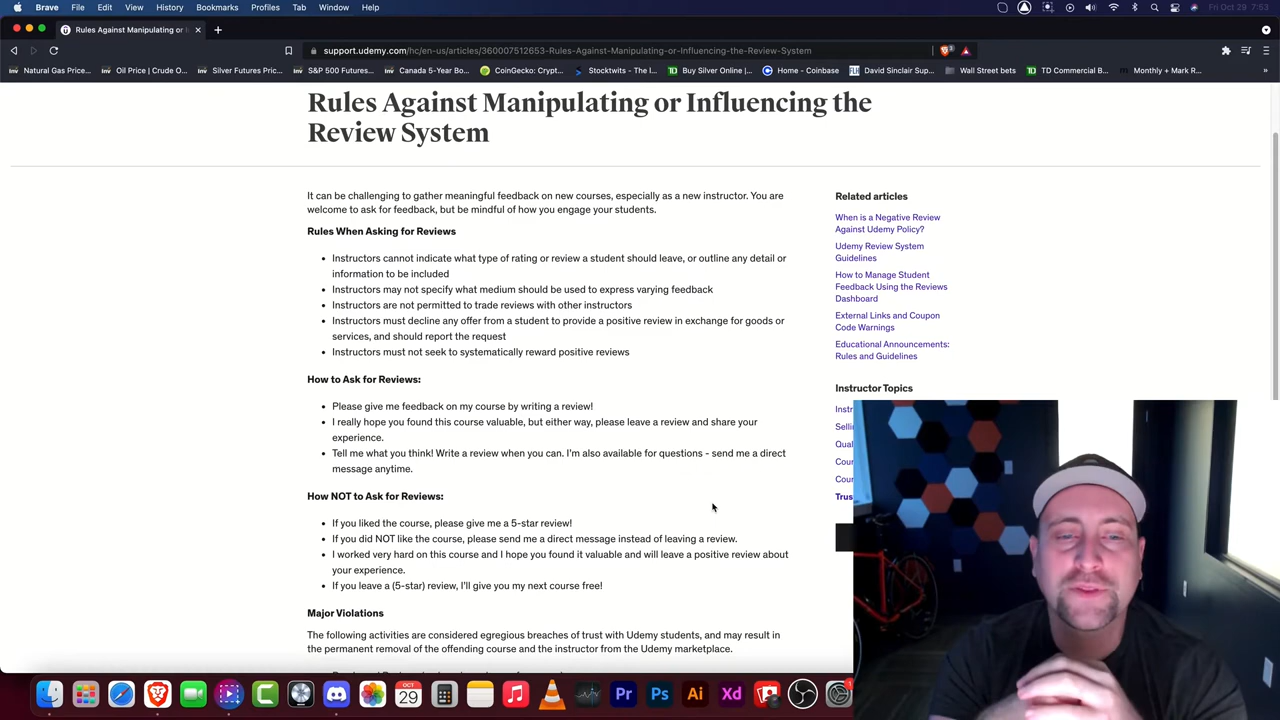 Brave File Edit View History Bookmarks Profiles Tab Window Help
Fri Oct 29 7:53
Rules Against Manipulating or
support.udemy.com/hc/en-us/articles/360007512653-Rules-Against-Manipulating-or-Influencing-the-Review-System
Natural Gas Price... Oil Price | Crude O... Silver Futures Pric... S&P 500 Futures... Canada 5-Year Bo... CoinGecko: Crypt... Stocktwits - The l... Buy Silver Online |... Home - Coinbase David Sinclair Sup... Wall Street bets TD Commercial B... Monthly + Mark R... »
Rules Against Manipulating or Influencing the
Review System
It can be challenging to gather meaningful feedback on new courses, especially as a new instructor. You are
welcome to ask for feedback, but be mindful of how you engage your students.
Rules When Asking for Reviews
• Instructors cannot indicate what type of rating or review a student should leave, or outline any detail or
information to be included
• Instructors may not specify what medium should be used to express varying feedback
• Instructors are not permitted to trade reviews with other instructors
• Instructors must decline any offer from a student to provide a positive review in exchange for goods or
services, and should report the request
• Instructors must not seek to systematically reward positive reviews
How to Ask for Reviews:
• Please give me feedback on my course by writing a review!
• I really hope you found this course valuable, but either way, please leave a review and share your
experience.
• Tell me what you think! Write a review when you can. I'm also available for questions - send me a direct
message anytime.
How NOT to Ask for Reviews:
• If you liked the course, please give me a 5-star review!
• If you did NOT like the course, please send me a direct message instead of leaving a review.
• I worked very hard on this course and I hope you found it valuable and will leave a positive review about
your experience.
• If you leave a (5-star) review, I'll give you my next course free!
Major Violations
The following activities are considered egregious breaches of trust with Udemy students, and may result in
the permanent removal of the offending course and the instructor from the Udemy marketplace.
Related articles
When is a Negative Review
Against Udemy Policy?
Udemy Review System
Guidelines
How to Manage Student
Feedback Using the Reviews
Dashboard
External Links and Coupon
Code Warnings
Educational Announcements:
Rules and Guidelines
Instructor Topics
Instr
Selli
Qual
Cour
Cour
Trus
OCT
29
Pr Ps Ai Xd